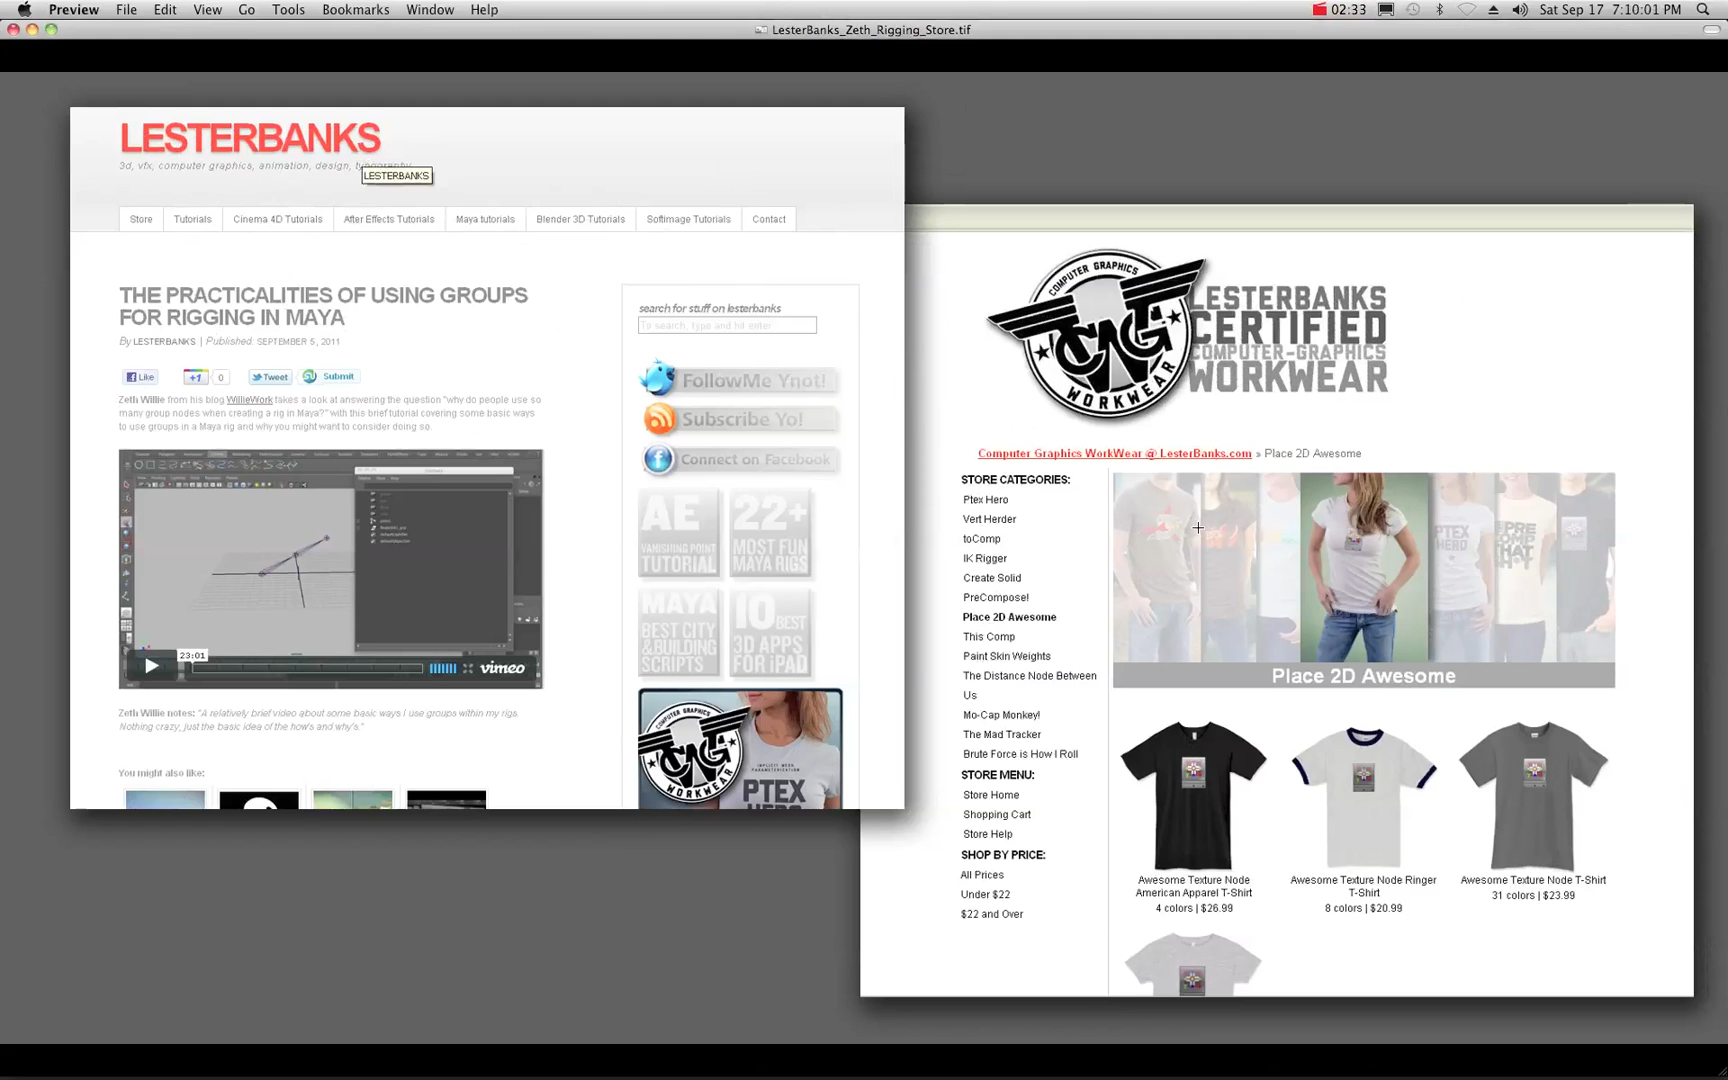 Preview File Edit View Go Tools Bookmarks Window Help
02:33 Sat Sep 17 7:10:01 PM
LesterBanks_Zeth_Rigging_Store.tif
LESTERBANKS
3d, vfx, computer graphics, animation, design, typography
LESTERBANKS
Store Tutorials Cinema 4D Tutorials After Effects Tutorials Maya tutorials Blender 3D Tutorials Softimage Tutorials Contact
THE PRACTICALITIES OF USING GROUPS
FOR RIGGING IN MAYA
By LESTERBANKS | Published: SEPTEMBER 5, 2011
Like +1 0 Tweet Submit
Zeth Willie from his blog WillieWork takes a look at answering the question "why do people use so
many group nodes when creating a rig in Maya?" with this brief tutorial covering some basic ways
to use groups in a Maya rig and why you might want to consider doing so.
23:01
vimeo
Zeth Willie notes: "A relatively brief video about some basic ways I use groups within my rigs.
Nothing crazy, just the basic idea of the how's and why's."
You might also like:
search for stuff on lesterbanks
To search, type and hit enter
FollowMe Ynot!
Subscribe Yo!
Connect on Facebook
AE
VANISHING POINT
TUTORIAL
22+
MOST FUN
MAYA RIGS
MAYA
BEST CITY
&BUILDING
SCRIPTS
10 BEST
3D APPS
FOR iPAD
COMPUTER GRAPHICS
CAG
WORKWEAR
IMPLICIT MESH
PARAMETERIZATION
PTEX
HERO
COMPUTER GRAPHICS
CAG
WORKWEAR
LESTERBANKS
CERTIFIED
COMPUTER-GRAPHICS
WORKWEAR
Computer Graphics WorkWear @ LesterBanks.com » Place 2D Awesome
STORE CATEGORIES:
Ptex Hero
Vert Herder
toComp
IK Rigger
Create Solid
PreCompose!
Place 2D Awesome
This Comp
Paint Skin Weights
The Distance Node Between
Us
Mo-Cap Monkey!
The Mad Tracker
Brute Force is How I Roll
STORE MENU:
Store Home
Shopping Cart
Store Help
SHOP BY PRICE:
All Prices
Under $22
$22 and Over
PTEX
HERO
PRE
COMP
THAT
Place 2D Awesome
Awesome Texture Node
American Apparel T-Shirt
4 colors | $26.99
Awesome Texture Node Ringer
T-Shirt
8 colors | $20.99
Awesome Texture Node T-Shirt
31 colors | $23.99